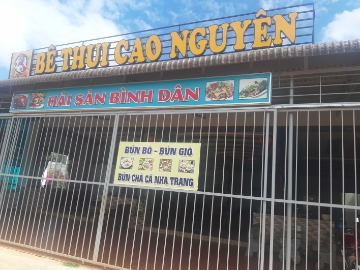 BÊ THUI CAO NGUYÊN
HẢI SẢN BÌNH DÂN
BÚN BÒ - BÚN GIÒ
BÚN CHẢ CÁ NHA TRANG